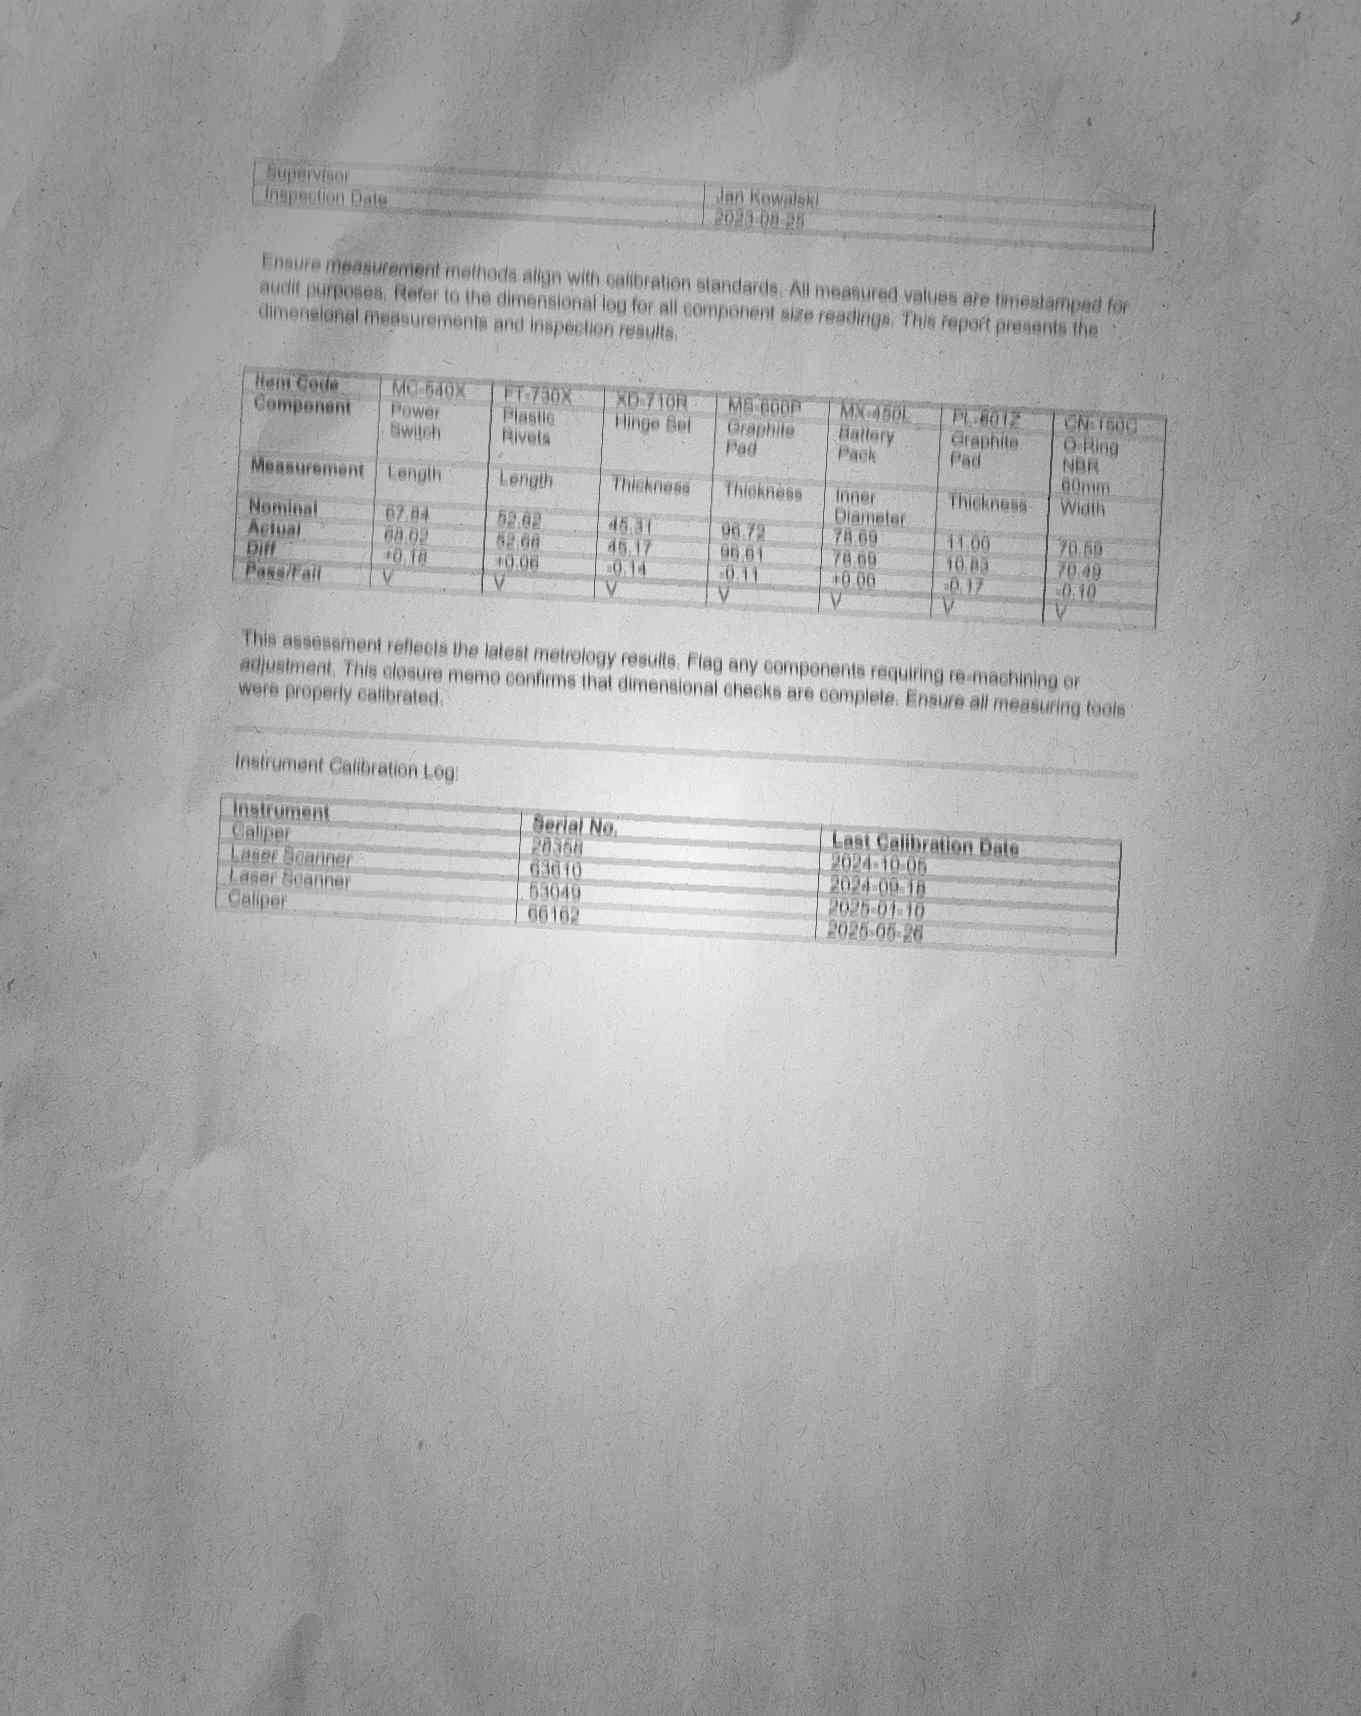 Supervisor Jan Kowalski
Inspection Date 2023-08-25
Ensure measurement methods align with calibration standards. All measured values are timestamped for
audit purposes. Refer to the dimensional log for all component size readings. This report presents the
dimensional measurements and inspection results.
Item Code MC-540X FT-730X XD-710R MS-600P MX-450L PL-601Z CN-150C
Component Power Switch Plastic Rivets Hinge Set Graphite Pad Battery Pack Graphite Pad O-Ring NBR 60mm
Measurement Length Length Thickness Thickness Inner Diameter Thickness Width
Nominal 67.84 52.62 45.31 96.72 78.69 11.00 70.59
Actual 68.02 52.68 45.17 96.61 78.69 10.83 70.49
Diff +0.18 +0.06 -0.14 -0.11 +0.00 -0.17 -0.10
Pass/Fail V V V V V V V
This assessment reflects the latest metrology results. Flag any components requiring re-machining or
adjustment. This closure memo confirms that dimensional checks are complete. Ensure all measuring tools
were properly calibrated.
Instrument Calibration Log:
Instrument Serial No. Last Calibration Date
Caliper 28358 2024-10-05
Laser Scanner 63610 2024-09-18
Laser Scanner 53049 2025-01-10
Caliper 66162 2025-05-26